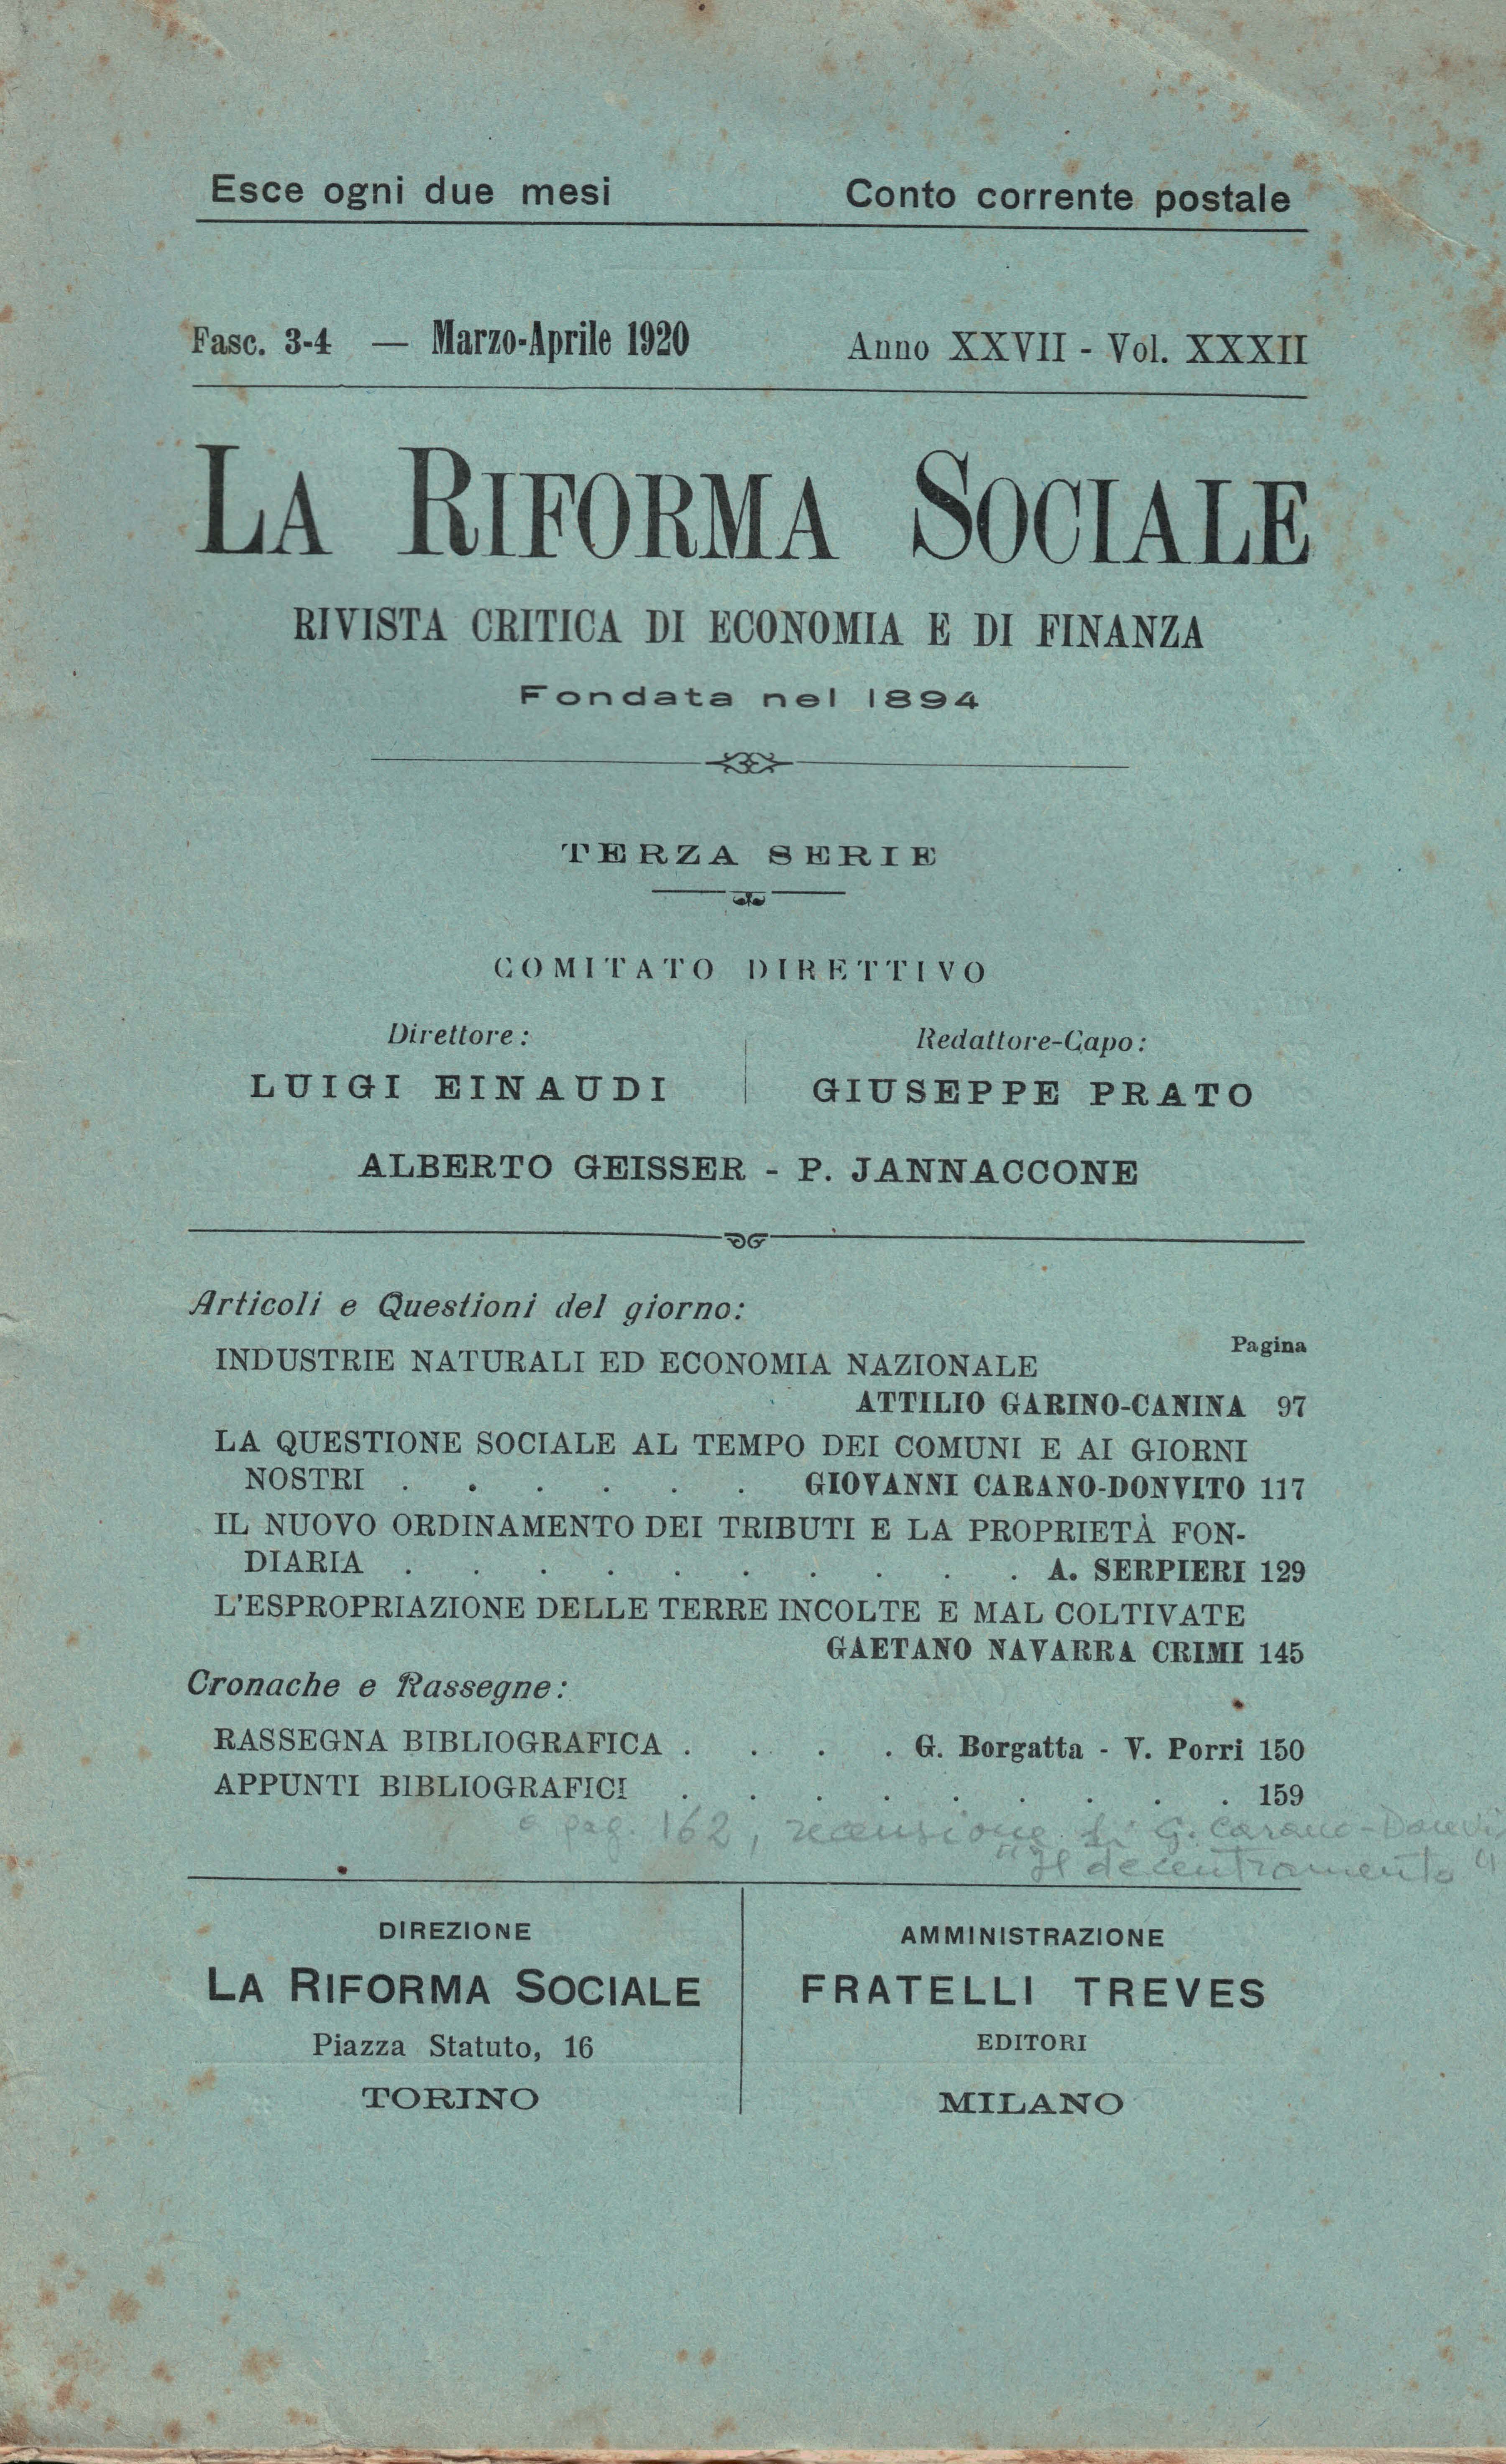 Esce ogni due mesi
Conto corrente postale
Fasc. 3-4 — Marzo-Aprile 1920
Anno XXVII - Vol. XXXII
LA RIFORMA SOCIALE
RIVISTA CRITICA DI ECONOMIA E DI FINANZA
Fondata nel 1894
TERZA SERIE
COMITATO DIRETTIVO
Direttore:
LUIGI EINAUDI
Redattore-Capo:
GIUSEPPE PRATO
ALBERTO GEISSER - P. JANNACCONE
Articoli e Questioni del giorno:
Pagina
INDUSTRIE NATURALI ED ECONOMIA NAZIONALE
ATTILIO GARINO-CANINA 97
LA QUESTIONE SOCIALE AL TEMPO DEI COMUNI E AI GIORNI
NOSTRI . . . . . . GIOVANNI CARANO-DONVITO 117
IL NUOVO ORDINAMENTO DEI TRIBUTI E LA PROPRIETÀ FON-
DIARIA . . . . . . . . . . A. SERPIERI 129
L'ESPROPRIAZIONE DELLE TERRE INCOLTE E MAL COLTIVATE
GAETANO NAVARRA CRIMI 145
Cronache e Rassegne:
RASSEGNA BIBLIOGRAFICA . . . . G. Borgatta - V. Porri 150
APPUNTI BIBLIOGRAFICI . . . . . . . . . 159
a pag. 162, recensione di G. Carano-Donvi
"Il decentramento"
DIREZIONE
LA RIFORMA SOCIALE
Piazza Statuto, 16
TORINO
AMMINISTRAZIONE
FRATELLI TREVES
EDITORI
MILANO